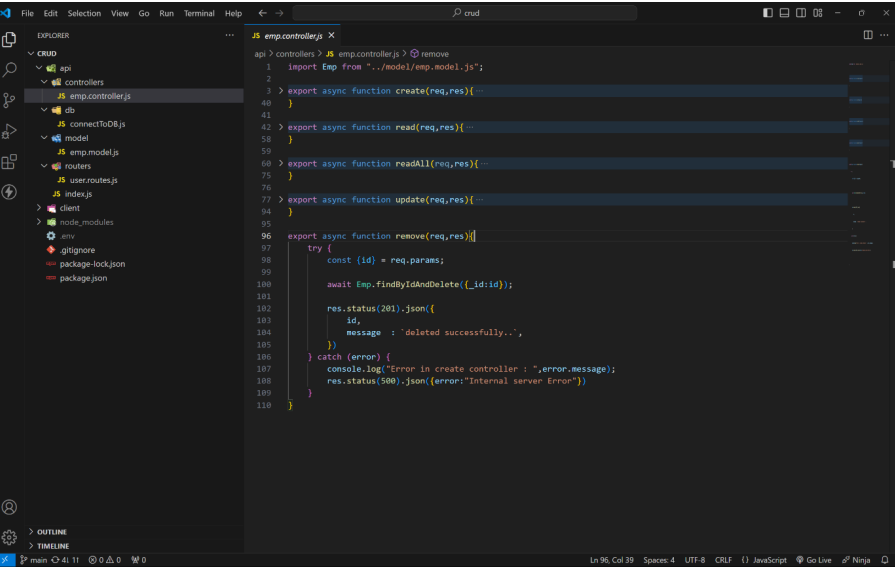 File Edit Selection View Go Run Terminal Help
crud
EXPLORER
CRUD
api
controllers
JS emp.controller.js
db
JS connectToDB.js
model
JS emp.model.js
routers
JS user.routes.js
JS index.js
client
node_modules
.env
.gitignore
package-lock.json
package.json
OUTLINE
TIMELINE
JS emp.controller.js
api > controllers > JS emp.controller.js > remove
1 import Emp from "../model/emp.model.js";
2
3 > export async function create(req,res){ ···
40 }
41
42 > export async function read(req,res){ ···
58 }
59
60 > export async function readAll(req,res){ ···
75 }
76
77 > export async function update(req,res){ ···
94 }
95
96 export async function remove(req,res){
97 try {
98 const {id} = req.params;
99
100 await Emp.findByIdAndDelete({_id:id});
101
102 res.status(201).json({
103 id,
104 message : `deleted successfully..`,
105 })
106 } catch (error) {
107 console.log("Error in create controller : ",error.message);
108 res.status(500).json({error:"Internal server Error"})
109 }
110 }
main 4↓ 1↑ 0 0 0 Ln 96, Col 39 Spaces: 4 UTF-8 CRLF {} JavaScript Go Live Ninja